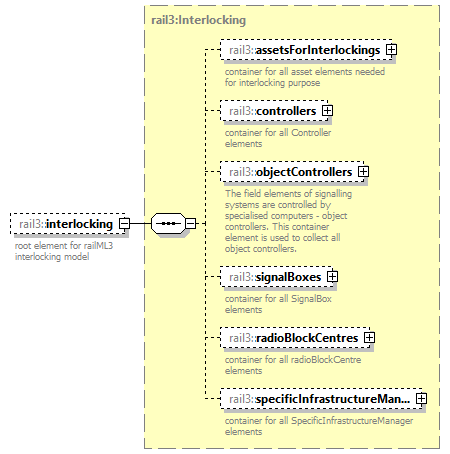 rail3:Interlocking
rail3::assetsForInterlockings
container for all asset elements needed
for interlocking purpose
rail3::controllers
container for all Controller
elements
rail3::objectControllers
The field elements of signalling
systems are controlled by
specialised computers - object
controllers. This container
element is used to collect all
object controllers.
rail3::interlocking
root element for railML3
interlocking model
rail3::signalBoxes
container for all SignalBox
elements
rail3::radioBlockCentres
container for all radioBlockCentre
elements
rail3::specificInfrastructureMan...
container for all SpecificInfrastructureManager
elements